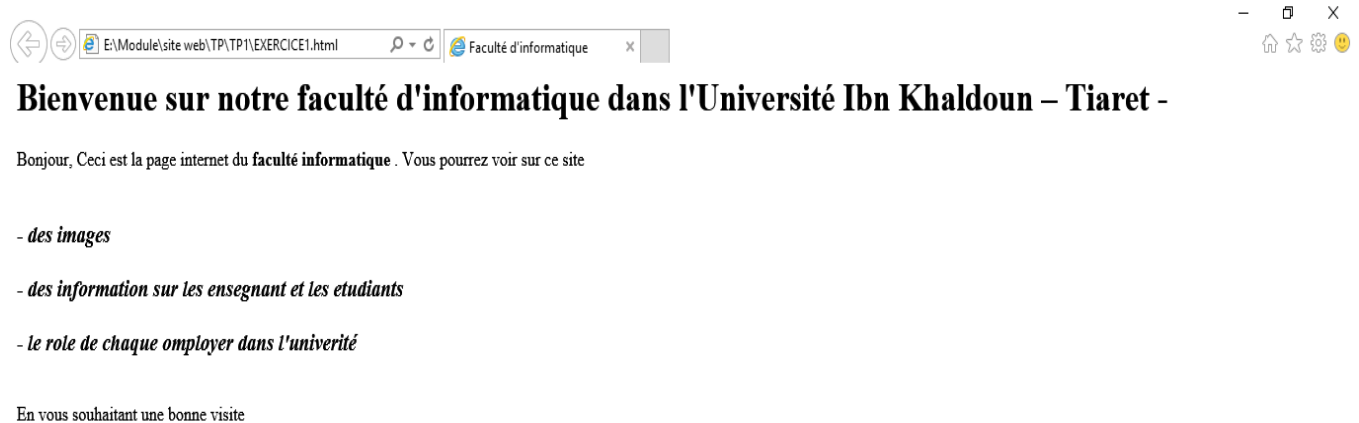 E:\Module\site web\TP\TP1\EXERCICE1.html
Faculté d'informatique
Bienvenue sur notre faculté d'informatique dans l'Université Ibn Khaldoun – Tiaret -
Bonjour, Ceci est la page internet du faculté informatique . Vous pourrez voir sur ce site
- des images
- des information sur les ensegnant et les etudiants
- le role de chaque omployer dans l'univerité
En vous souhaitant une bonne visite